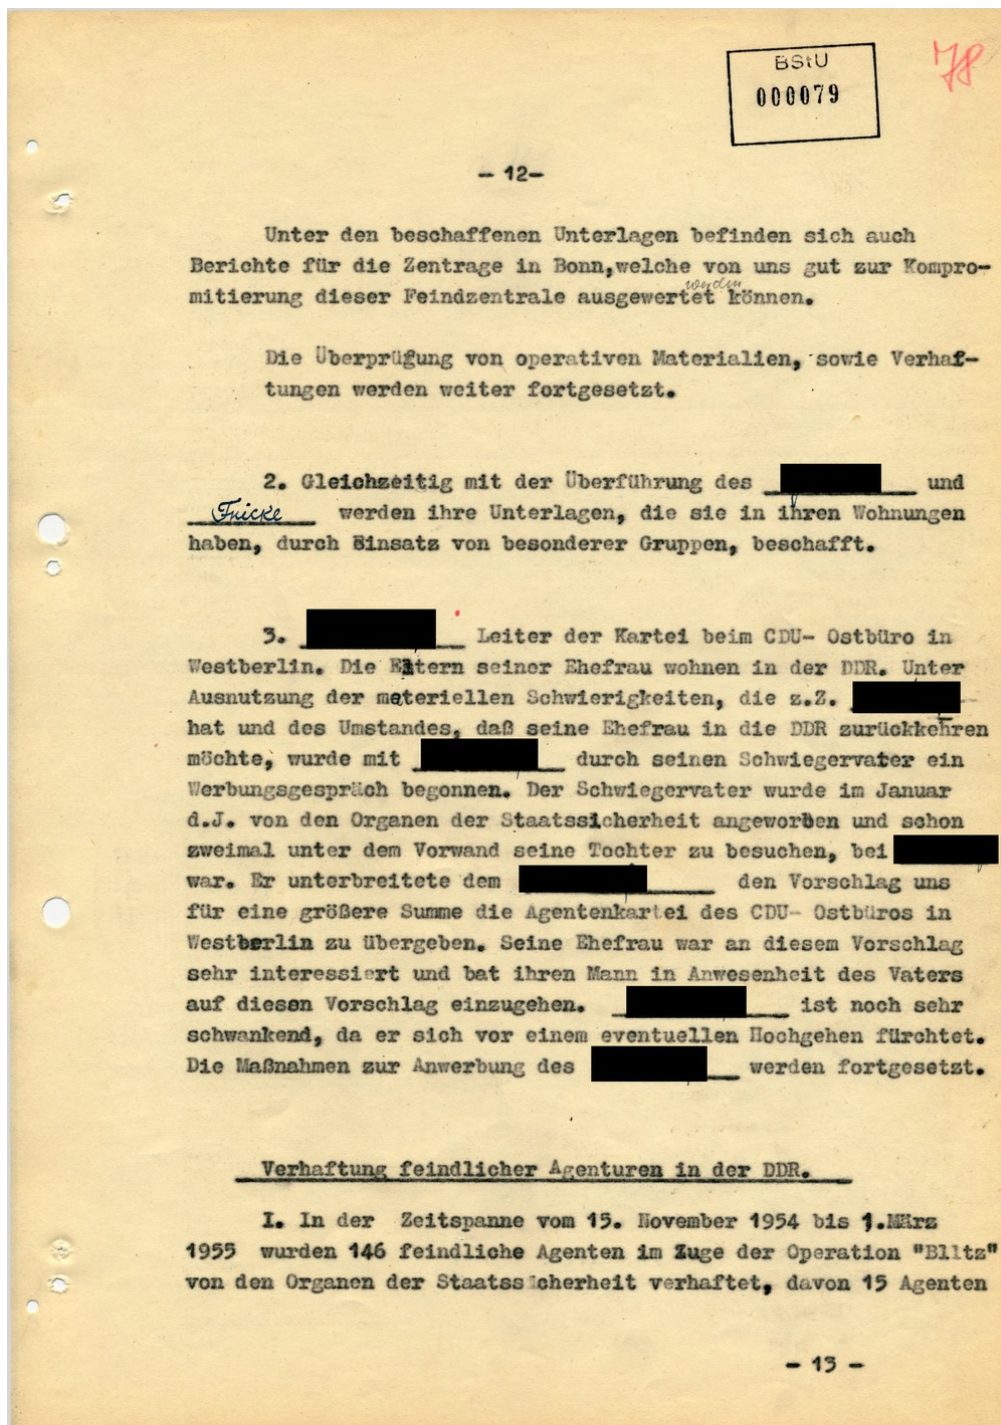 BStU
000079
78
- 12-
Unter den beschaffenen Unterlagen befinden sich auch
Berichte für die Zentrage in Bonn,welche von uns gut zur Kompro-
werden
mitierung dieser Feindzentrale ausgewertet können.
Die Überprüfung von operativen Materialien, sowie Verhaf-
tungen werden weiter fortgesetzt.
2. Gleichzeitig mit der Überführung des und
Fricke werden ihre Unterlagen, die sie in ihren Wohnungen
haben, durch Einsatz von besonderer Gruppen, beschafft.
3. Leiter der Kartei beim CDU- Ostbüro in
Westberlin. Die Eltern seiner Ehefrau wohnen in der DDR. Unter
Ausnutzung der materiellen Schwierigkeiten, die z.Z.
hat und des Umstandes, daß seine Ehefrau in die DDR zurückkehren
möchte, wurde mit durch seinen Schwiegervater ein
Werbungsgespräch begonnen. Der Schwiegervater wurde im Januar
d.J. von den Organen der Staatssicherheit angeworben und schon
zweimal unter dem Vorwand seine Tochter zu besuchen, bei
war. Er unterbreitete dem den Vorschlag uns
für eine größere Summe die Agentenkartei des CDU- Ostbüros in
Westberlin zu übergeben. Seine Ehefrau war an diesem Vorschlag
sehr interessiert und bat ihren Mann in Anwesenheit des Vaters
auf diesen Vorschlag einzugehen. ist noch sehr
schwankend, da er sich vor einem eventuellen Hochgehen fürchtet.
Die Maßnahmen zur Anwerbung des werden fortgesetzt.
Verhaftung feindlicher Agenturen in der DDR.
I. In der Zeitspanne vom 15. November 1954 bis 1.März
1955 wurden 146 feindliche Agenten im Zuge der Operation "Blltz"
von den Organen der Staatssicherheit verhaftet, davon 15 Agenten
- 13 -